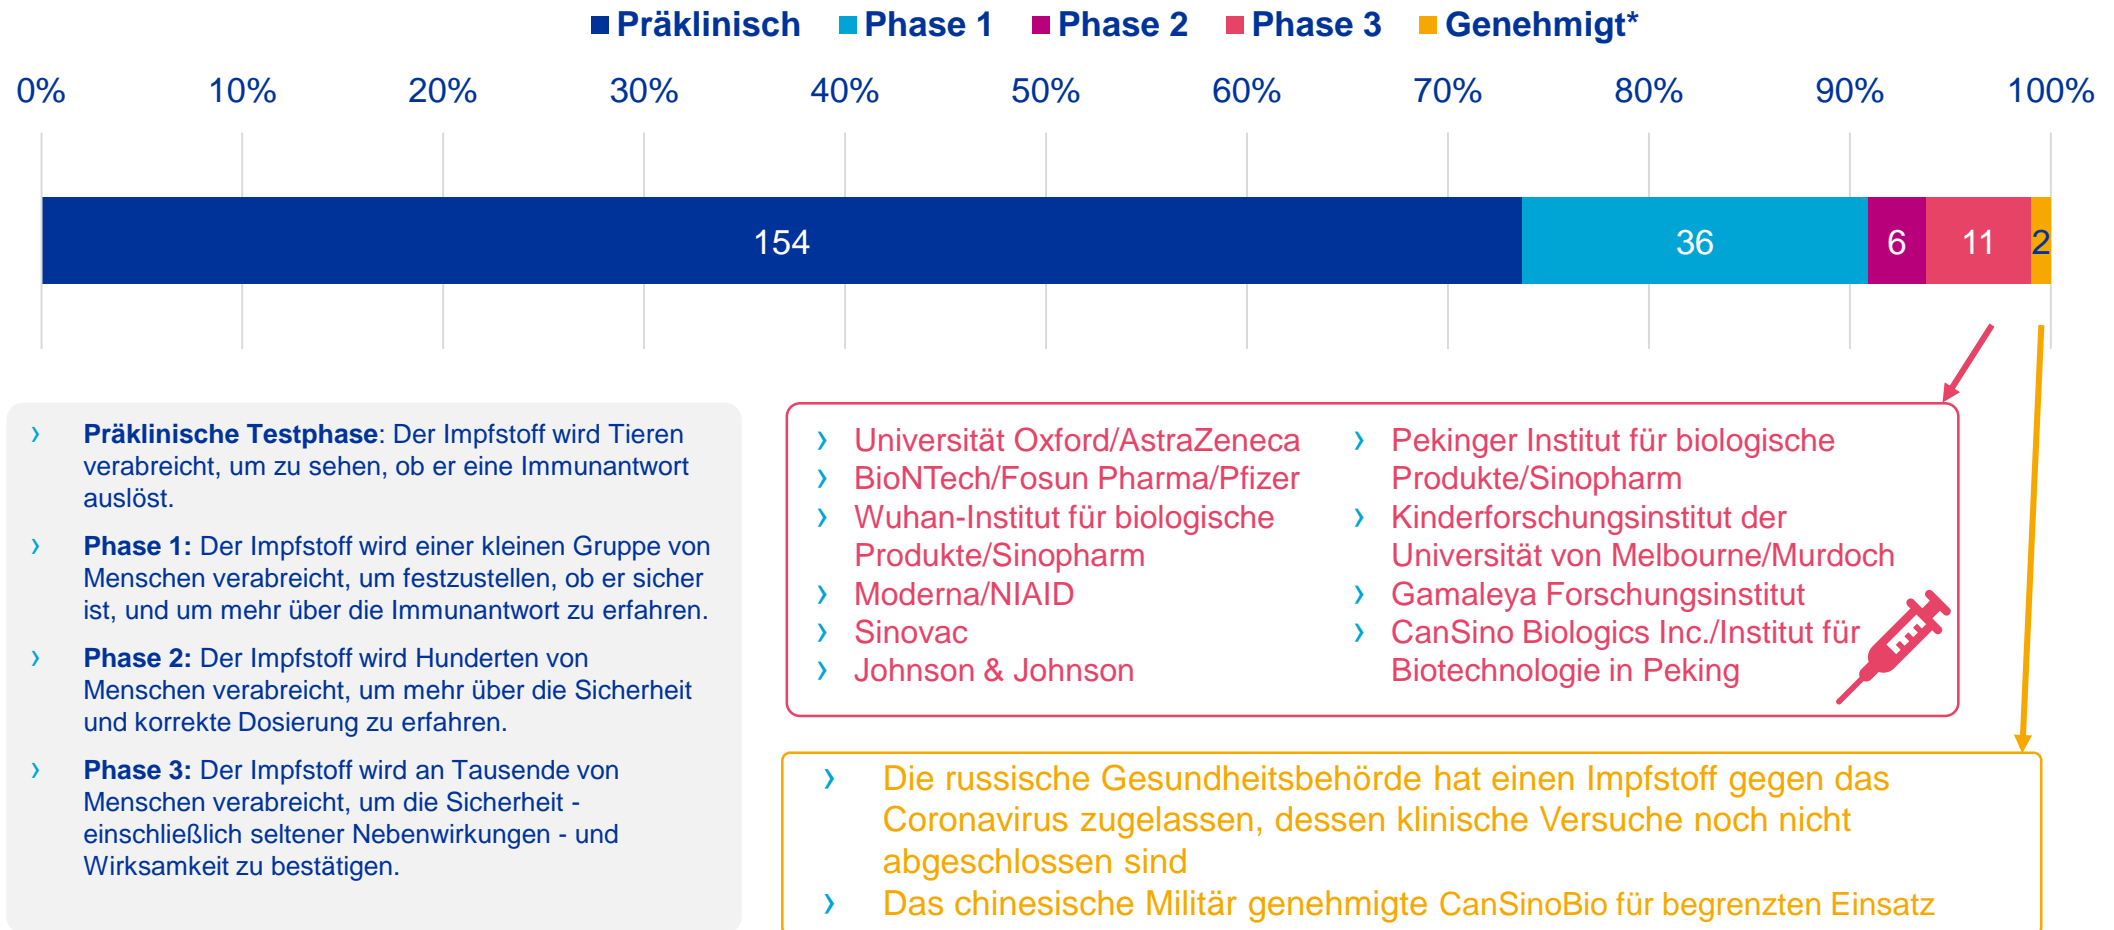 Präklinisch Phase 1 Phase 2 Phase 3 Genehmigt*
0% 10% 20% 30% 40% 50% 60% 70% 80% 90% 100%
154 36 6 11 2
› Präklinische Testphase: Der Impfstoff wird Tieren
verabreicht, um zu sehen, ob er eine Immunantwort
auslöst.
› Phase 1: Der Impfstoff wird einer kleinen Gruppe von
Menschen verabreicht, um festzustellen, ob er sicher
ist, und um mehr über die Immunantwort zu erfahren.
› Phase 2: Der Impfstoff wird Hunderten von
Menschen verabreicht, um mehr über die Sicherheit
und korrekte Dosierung zu erfahren.
› Phase 3: Der Impfstoff wird an Tausende von
Menschen verabreicht, um die Sicherheit -
einschließlich seltener Nebenwirkungen - und
Wirksamkeit zu bestätigen.
› Universität Oxford/AstraZeneca
› BioNTech/Fosun Pharma/Pfizer
› Wuhan-Institut für biologische
Produkte/Sinopharm
› Moderna/NIAID
› Sinovac
› Johnson & Johnson
› Pekinger Institut für biologische
Produkte/Sinopharm
› Kinderforschungsinstitut der
Universität von Melbourne/Murdoch
› Gamaleya Forschungsinstitut
› CanSino Biologics Inc./Institut für
Biotechnologie in Peking
› Die russische Gesundheitsbehörde hat einen Impfstoff gegen das
Coronavirus zugelassen, dessen klinische Versuche noch nicht
abgeschlossen sind
› Das chinesische Militär genehmigte CanSinoBio für begrenzten Einsatz